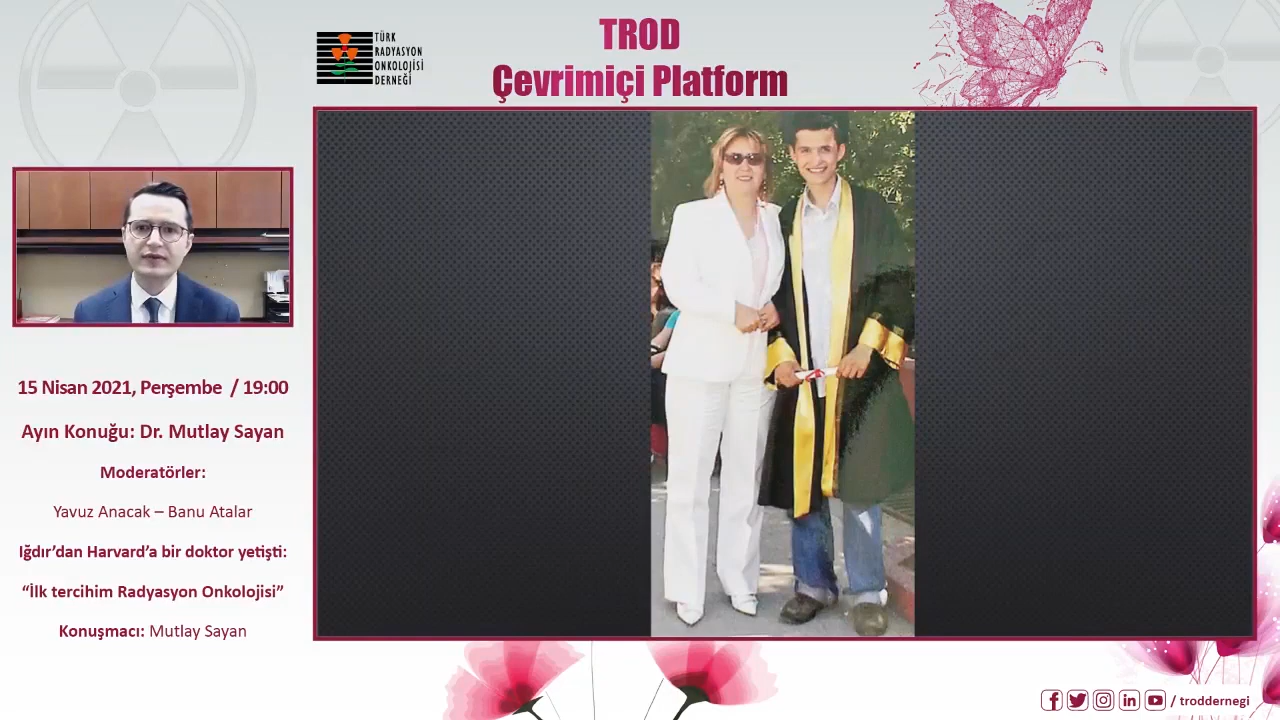 TÜRK
RADYASYON
ONKOLOJİSİ
DERNEĞİ
TROD
Çevrimiçi Platform
15 Nisan 2021, Perşembe / 19:00
Ayın Konuğu: Dr. Mutlay Sayan
Moderatörler:
Yavuz Anacak – Banu Atalar
Iğdır’dan Harvard’a bir doktor yetişti:
“İlk tercihim Radyasyon Onkolojisi”
Konuşmacı: Mutlay Sayan
/ troddernegi